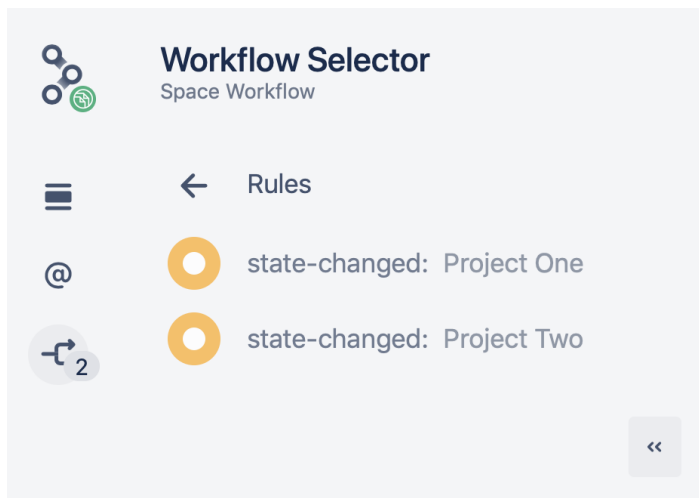 Workflow Selector
Space Workflow
Rules
@
state-changed: Project One
state-changed: Project Two
2